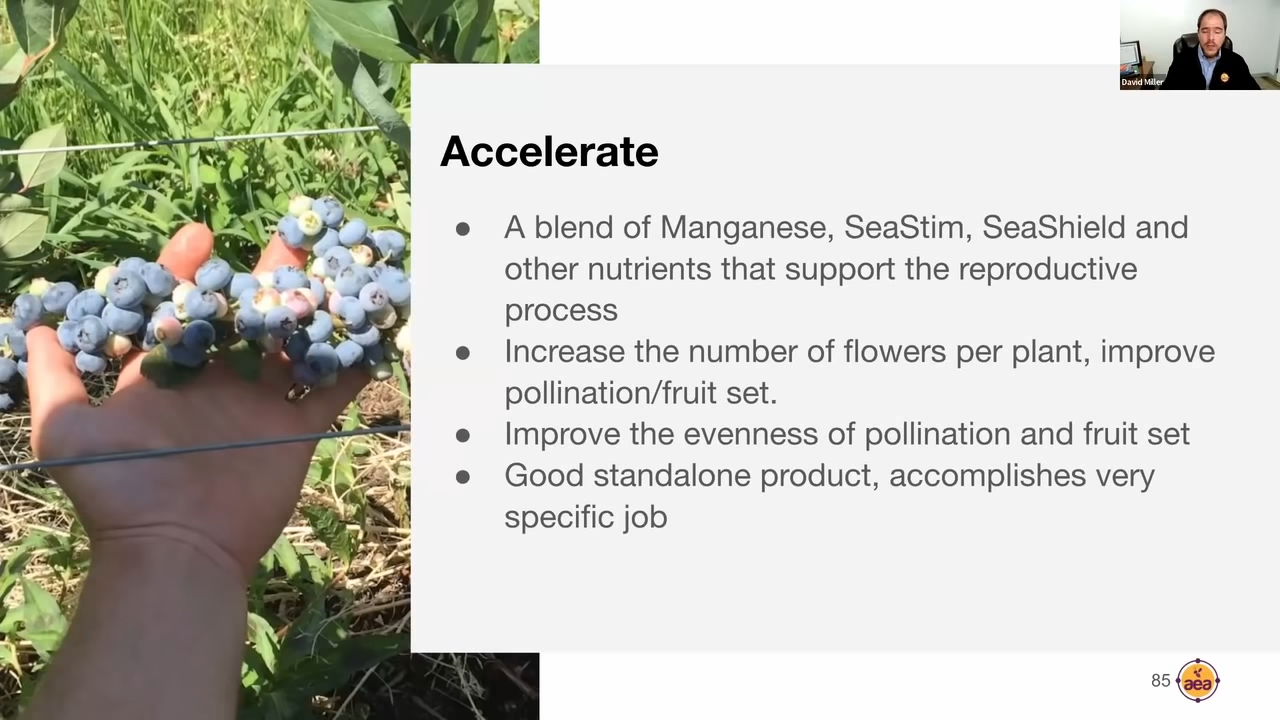 David Miller
Accelerate
● A blend of Manganese, SeaStim, SeaShield and
other nutrients that support the reproductive
process
● Increase the number of flowers per plant, improve
pollination/fruit set.
● Improve the evenness of pollination and fruit set
● Good standalone product, accomplishes very
specific job
85
aea